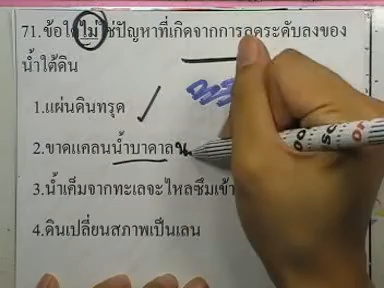 71.ข้อใดไม่ใช่ปัญหาที่เกิดจากการลดระดับลงของ
น้ำใต้ดิน
1.แผ่นดินทรุด
2.ขาดแคลนน้ำบาดาล
3.น้ำเค็มจากทะเลจะไหลซึมเข้า
4.ดินเปลี่ยนสภาพเป็นเลน